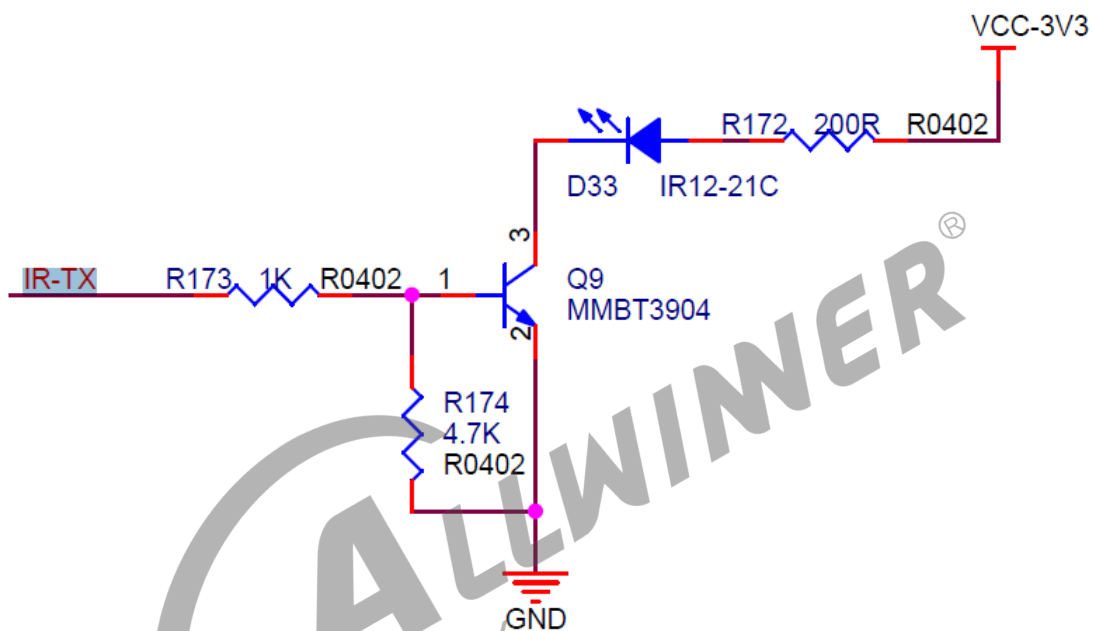 VCC-3V3
R172 200R R0402
D33 IR12-21C
3
IR-TX R173 1K R0402 1
Q9
MMBT3904
2
R174
4.7K
R0402
GND
ALLWINNER®